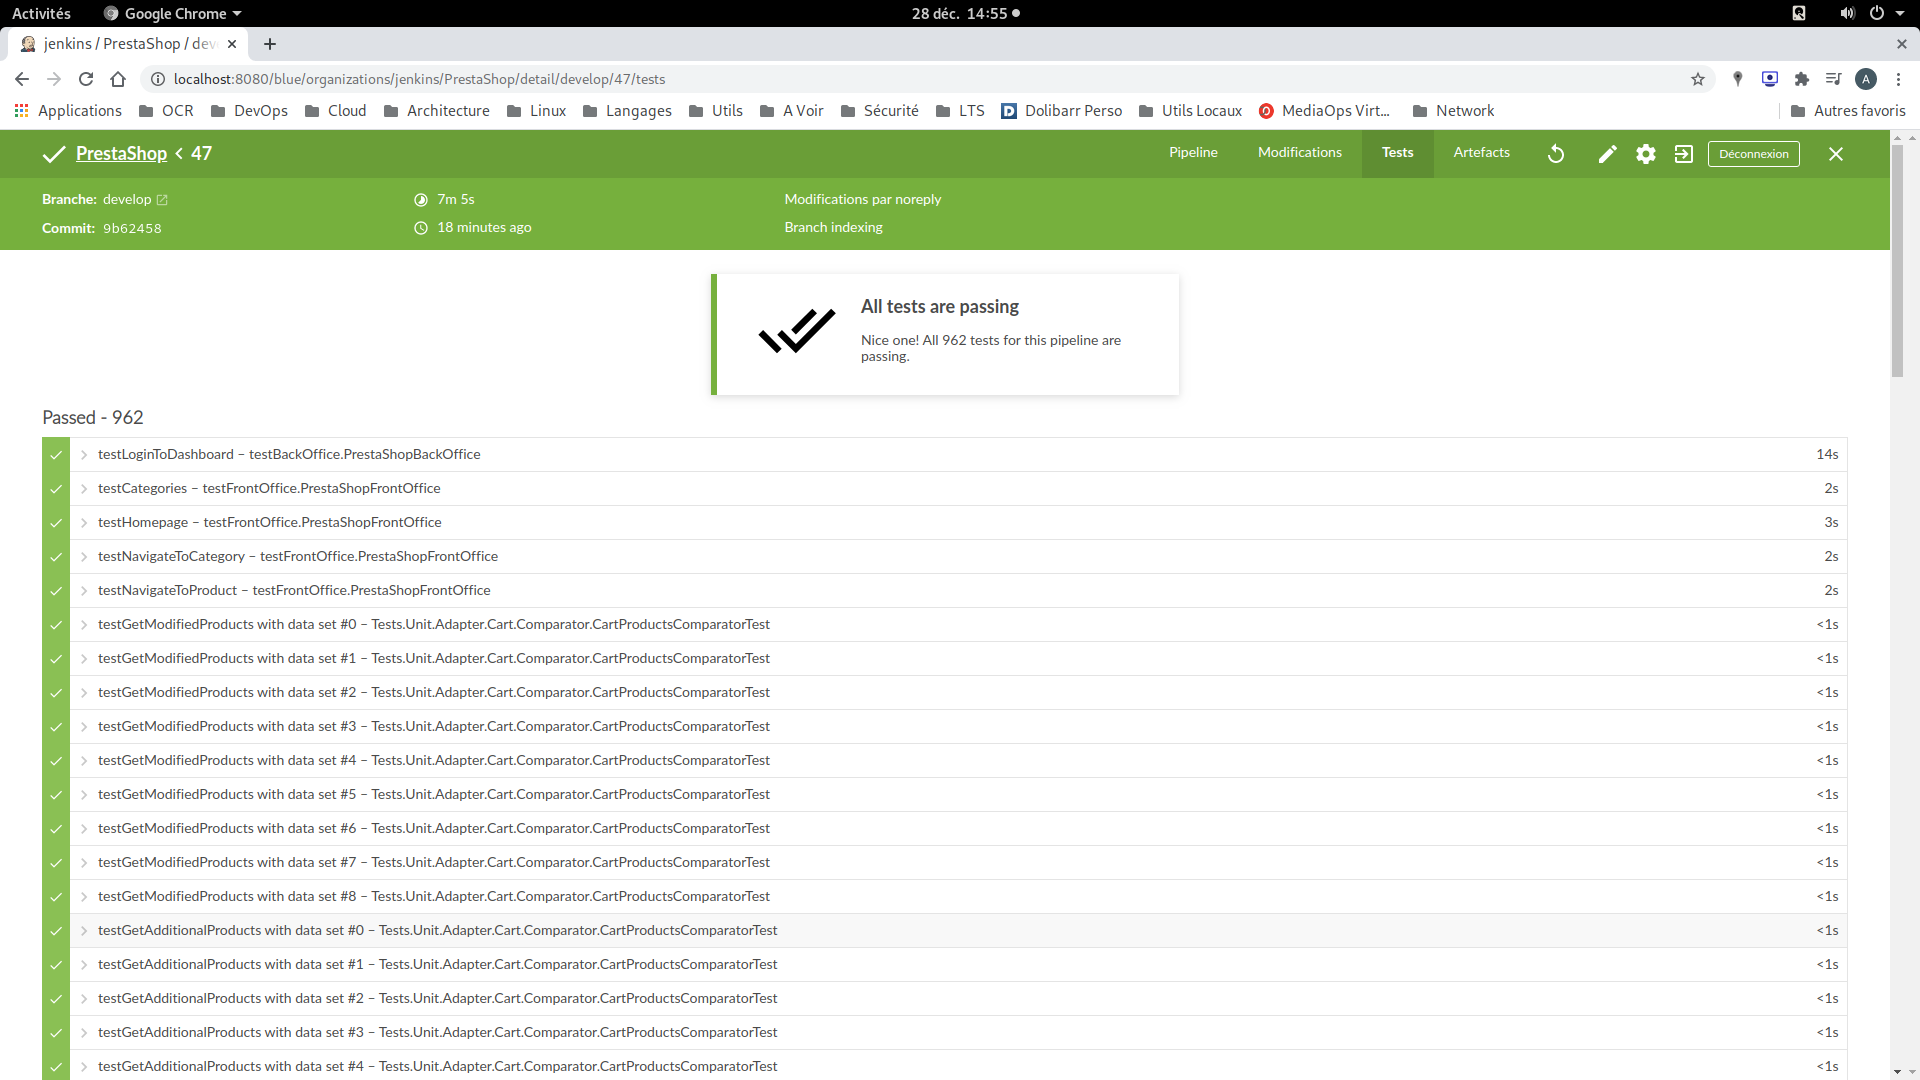 Activités Google Chrome 28 déc. 14:55
jenkins / PrestaShop / dev
localhost:8080/blue/organizations/jenkins/PrestaShop/detail/develop/47/tests A
Applications OCR DevOps Cloud Architecture Linux Langages Utils A Voir Sécurité LTS D Dolibarr Perso Utils Locaux MediaOps Virt... Network Autres favoris
PrestaShop < 47 Pipeline Modifications Tests Artefacts Déconnexion
Branche: develop 7m 5s Modifications par noreply
Commit: 9b62458 18 minutes ago Branch indexing
All tests are passing
Nice one! All 962 tests for this pipeline are
passing.
Passed - 962
testLoginToDashboard – testBackOffice.PrestaShopBackOffice 14s
testCategories – testFrontOffice.PrestaShopFrontOffice 2s
testHomepage – testFrontOffice.PrestaShopFrontOffice 3s
testNavigateToCategory – testFrontOffice.PrestaShopFrontOffice 2s
testNavigateToProduct – testFrontOffice.PrestaShopFrontOffice 2s
testGetModifiedProducts with data set #0 – Tests.Unit.Adapter.Cart.Comparator.CartProductsComparatorTest <1s
testGetModifiedProducts with data set #1 – Tests.Unit.Adapter.Cart.Comparator.CartProductsComparatorTest <1s
testGetModifiedProducts with data set #2 – Tests.Unit.Adapter.Cart.Comparator.CartProductsComparatorTest <1s
testGetModifiedProducts with data set #3 – Tests.Unit.Adapter.Cart.Comparator.CartProductsComparatorTest <1s
testGetModifiedProducts with data set #4 – Tests.Unit.Adapter.Cart.Comparator.CartProductsComparatorTest <1s
testGetModifiedProducts with data set #5 – Tests.Unit.Adapter.Cart.Comparator.CartProductsComparatorTest <1s
testGetModifiedProducts with data set #6 – Tests.Unit.Adapter.Cart.Comparator.CartProductsComparatorTest <1s
testGetModifiedProducts with data set #7 – Tests.Unit.Adapter.Cart.Comparator.CartProductsComparatorTest <1s
testGetModifiedProducts with data set #8 – Tests.Unit.Adapter.Cart.Comparator.CartProductsComparatorTest <1s
testGetAdditionalProducts with data set #0 – Tests.Unit.Adapter.Cart.Comparator.CartProductsComparatorTest <1s
testGetAdditionalProducts with data set #1 – Tests.Unit.Adapter.Cart.Comparator.CartProductsComparatorTest <1s
testGetAdditionalProducts with data set #2 – Tests.Unit.Adapter.Cart.Comparator.CartProductsComparatorTest <1s
testGetAdditionalProducts with data set #3 – Tests.Unit.Adapter.Cart.Comparator.CartProductsComparatorTest <1s
testGetAdditionalProducts with data set #4 – Tests.Unit.Adapter.Cart.Comparator.CartProductsComparatorTest <1s